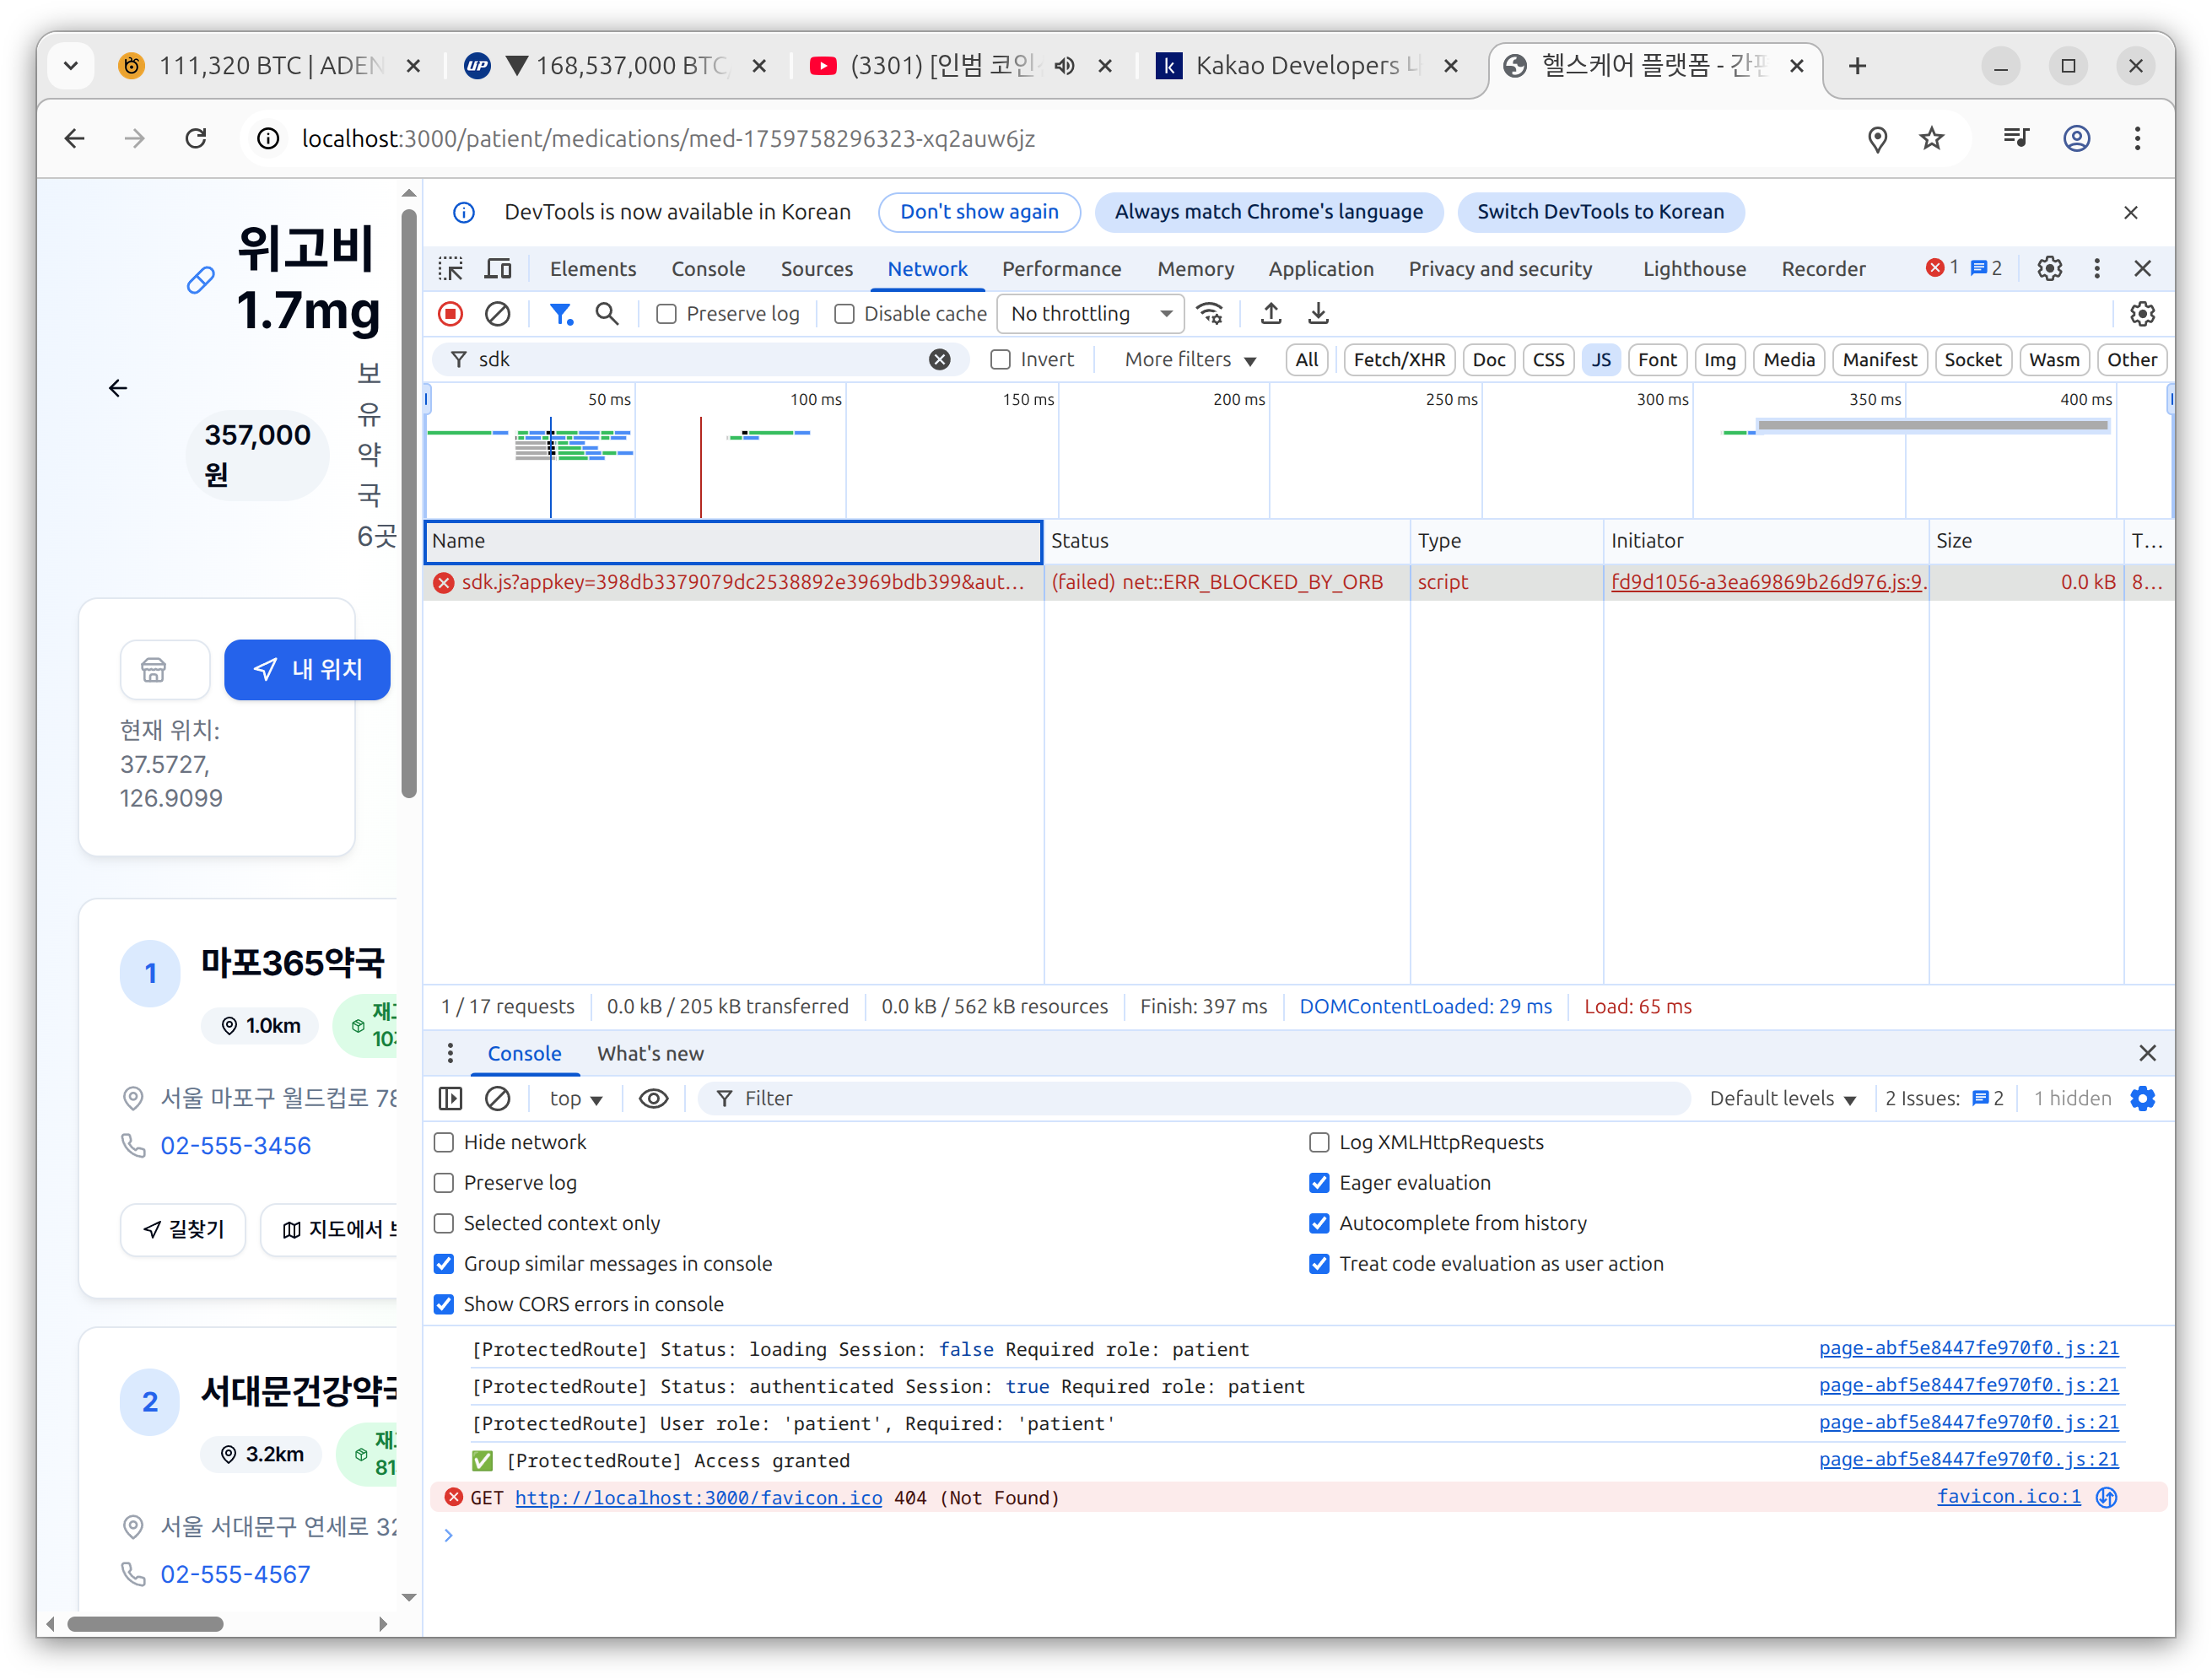 111,320 BTC | ADEN
UP ▼ 168,537,000 BTC/
(3301) [인범 코인
k Kakao Developers
헬스케어 플랫폼 - 간편
localhost:3000/patient/medications/med-1759758296323-xq2auw6jz
위고비
1.7mg
357,000
원
보
유
약
국
6곳
내 위치
현재 위치:
37.5727,
126.9099
1
마포365약국
1.0km
재고
10개
서울 마포구 월드컵로 78
02-555-3456
길찾기
지도에서 보
2
서대문건강약국
3.2km
재고
81
서울 서대문구 연세로 32
02-555-4567
DevTools is now available in Korean
Don't show again
Always match Chrome's language
Switch DevTools to Korean
Elements Console Sources Network Performance Memory Application Privacy and security Lighthouse Recorder 1 2
Preserve log Disable cache No throttling
sdk Invert More filters All Fetch/XHR Doc CSS JS Font Img Media Manifest Socket Wasm Other
50 ms 100 ms 150 ms 200 ms 250 ms 300 ms 350 ms 400 ms
Name Status Type Initiator Size T...
sdk.js?appkey=398db3379079dc2538892e3969bdb399&aut... (failed) net::ERR_BLOCKED_BY_ORB script fd9d1056-a3ea69869b26d976.js:9. 0.0 kB 8...
1 / 17 requests 0.0 kB / 205 kB transferred 0.0 kB / 562 kB resources Finish: 397 ms DOMContentLoaded: 29 ms Load: 65 ms
Console What's new
top Filter Default levels 2 Issues: 2 1 hidden
Hide network Log XMLHttpRequests
Preserve log Eager evaluation
Selected context only Autocomplete from history
Group similar messages in console Treat code evaluation as user action
Show CORS errors in console
[ProtectedRoute] Status: loading Session: false Required role: patient page-abf5e8447fe970f0.js:21
[ProtectedRoute] Status: authenticated Session: true Required role: patient page-abf5e8447fe970f0.js:21
[ProtectedRoute] User role: 'patient', Required: 'patient' page-abf5e8447fe970f0.js:21
✅ [ProtectedRoute] Access granted page-abf5e8447fe970f0.js:21
GET http://localhost:3000/favicon.ico 404 (Not Found) favicon.ico:1